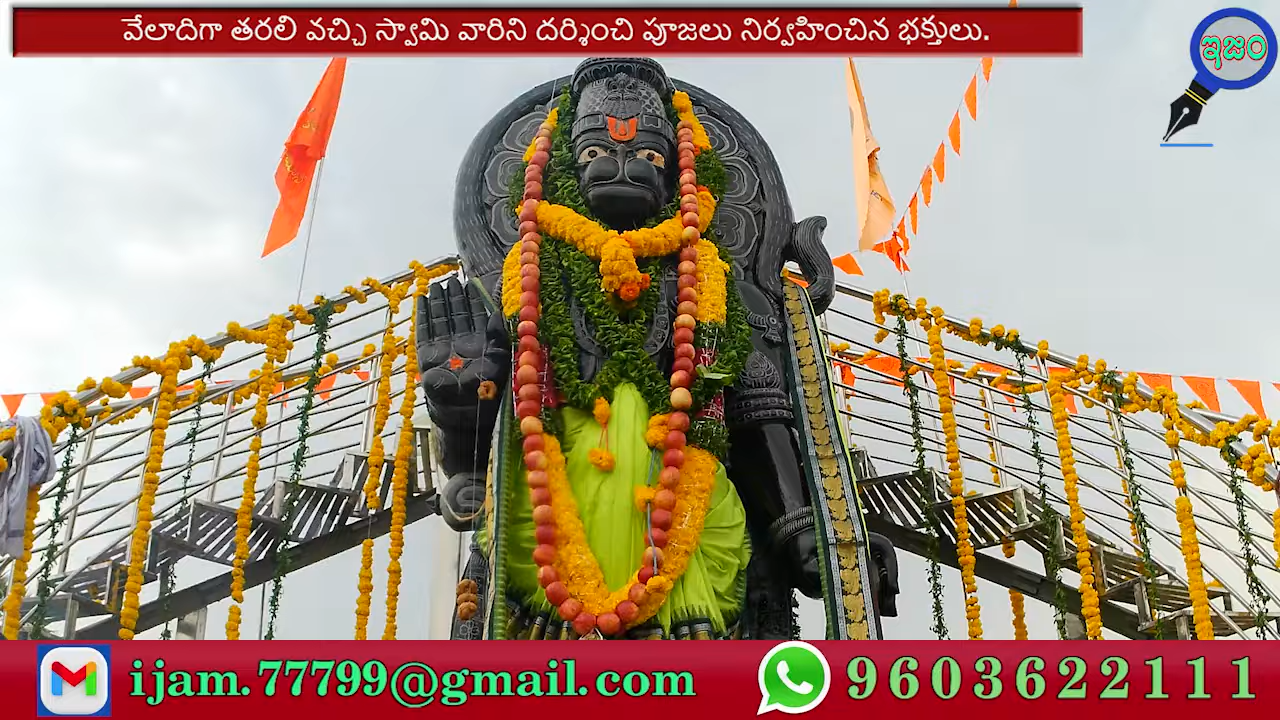 వేలాదిగా తరలి వచ్చి స్వామి వారిని దర్శించి పూజలు నిర్వహించిన భక్తులు.
ఇజం
ijam.77799@gmail.com
9603622111